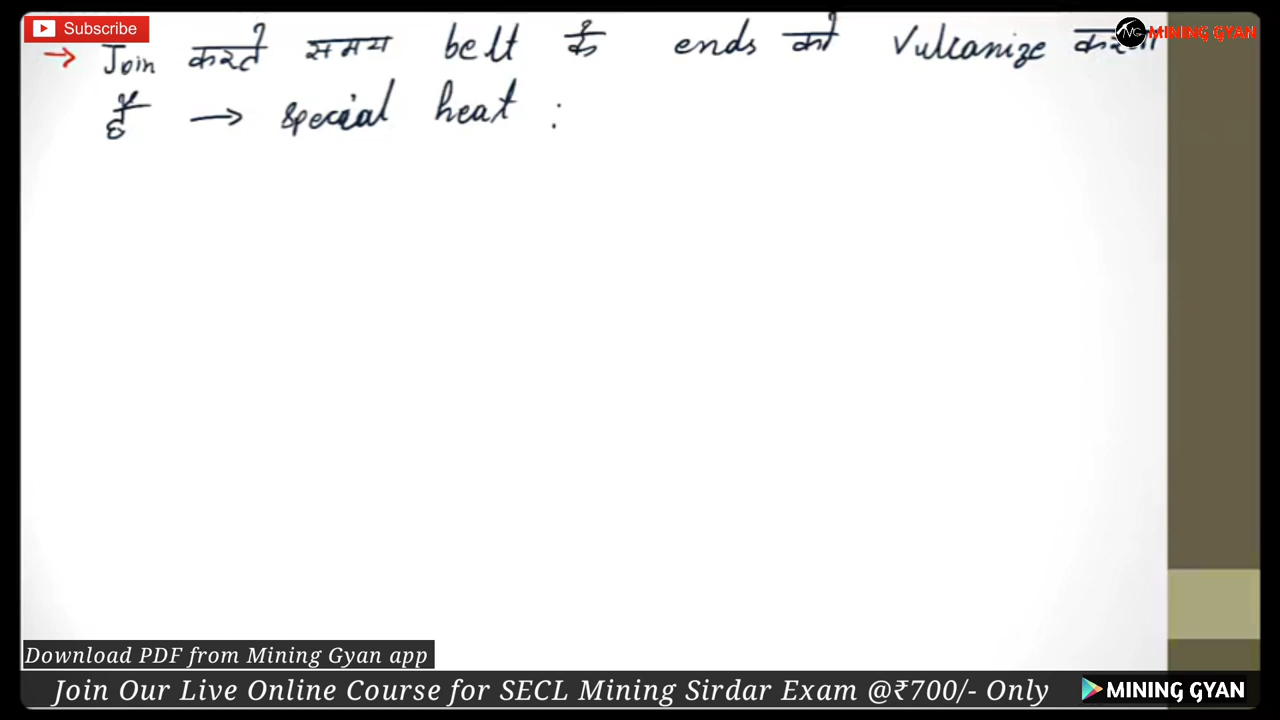 Subscribe
MINING GYAN
→ Join करते समय belt के ends को Vulcanize
है → special heat :
Download PDF from Mining Gyan app
Join Our Live Online Course for SECL Mining Sirdar Exam @₹700/- Only
MINING GYAN